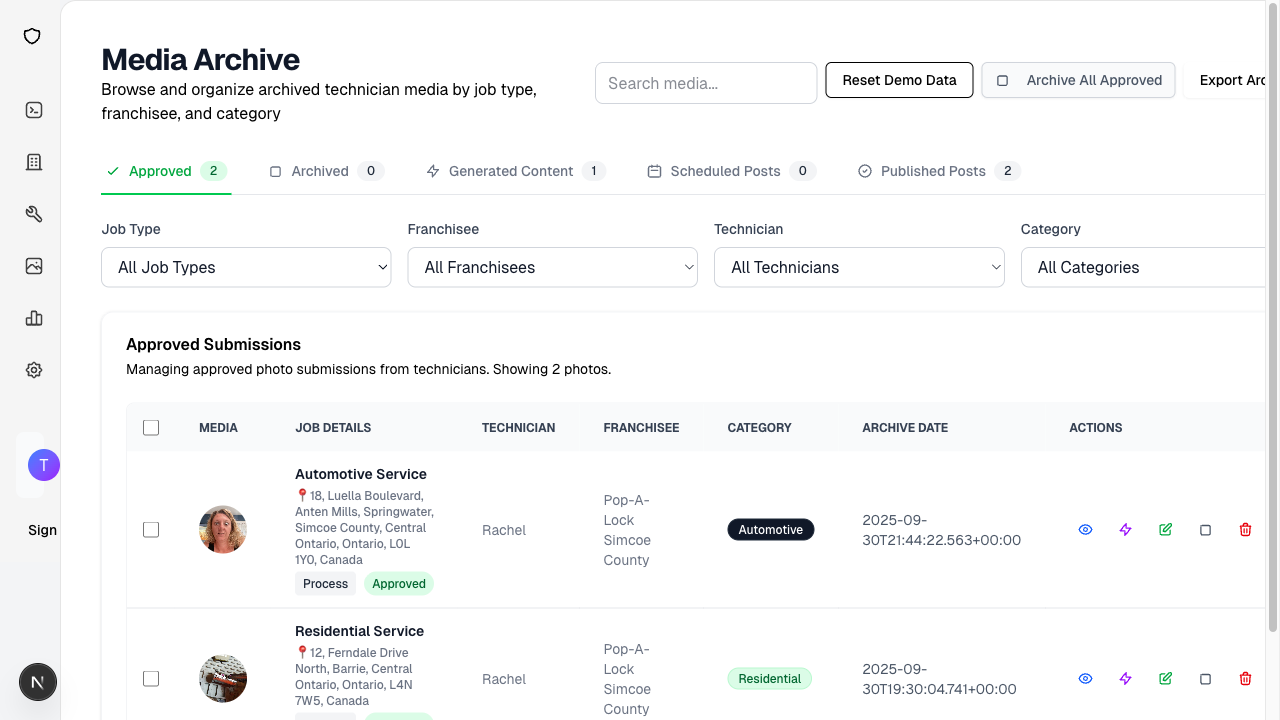 Media Archive
Browse and organize archived technician media by job type,
franchisee, and category
Search media...
Reset Demo Data
Archive All Approved
Export Arc
Approved 2
Archived 0
Generated Content 1
Scheduled Posts 0
Published Posts 2
Job Type
Franchisee
Technician
Category
All Job Types
All Franchisees
All Technicians
All Categories
Approved Submissions
Managing approved photo submissions from technicians. Showing 2 photos.
MEDIA
JOB DETAILS
TECHNICIAN
FRANCHISEE
CATEGORY
ARCHIVE DATE
ACTIONS
Automotive Service
18, Luella Boulevard,
Anten Mills, Springwater,
Simcoe County, Central
Ontario, Ontario, L0L
1Y0, Canada
Process
Approved
Rachel
Pop-A-
Lock
Simcoe
County
Automotive
2025-09-
30T21:44:22.563+00:00
Residential Service
12, Ferndale Drive
North, Barrie, Central
Ontario, Ontario, L4N
7W5, Canada
Rachel
Pop-A-
Lock
Simcoe
County
Residential
2025-09-
30T19:30:04.741+00:00
T
Sign
N